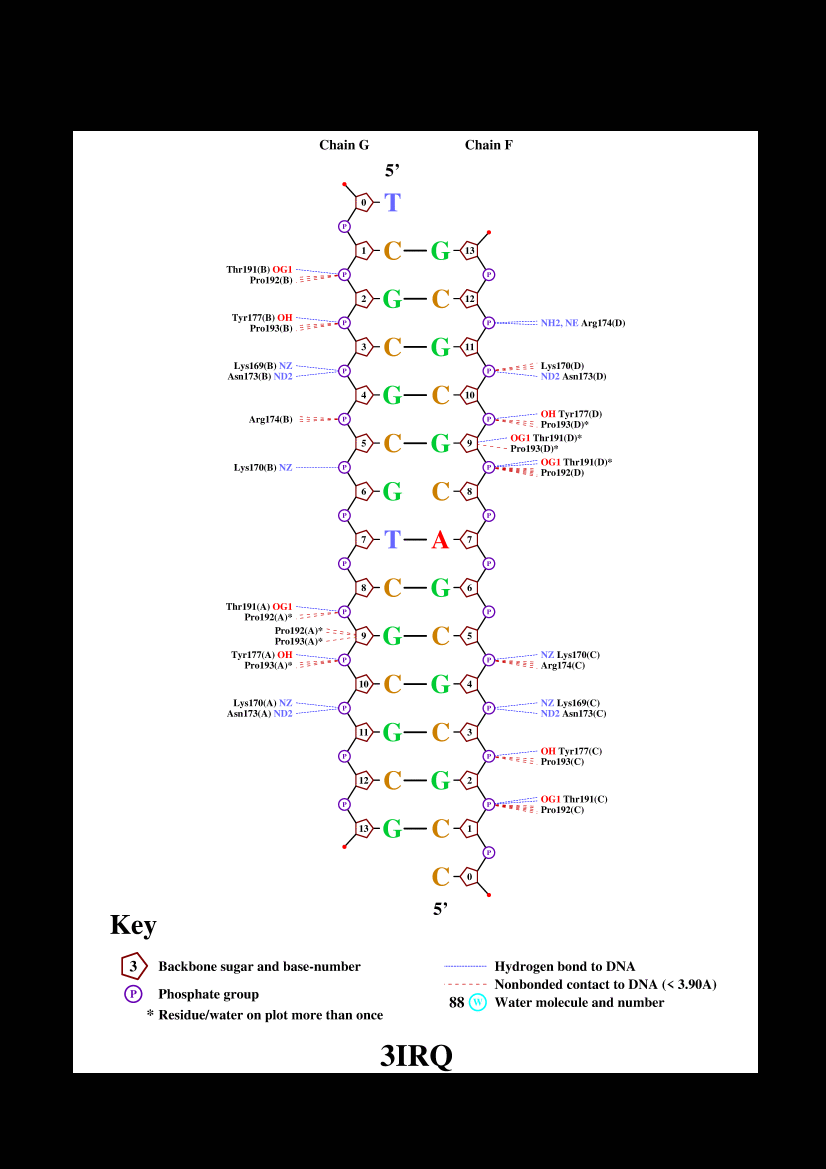 Chain G Chain F
5’
0 T
P
1 C G 13
Thr191(B) OG1 P P
Pro192(B)
2 G C 12
Tyr177(B) OH P P NH2, NE Arg174(D)
Pro193(B)
3 C G 11
Lys169(B) NZ P P Lys170(D)
Asn173(B) ND2 ND2 Asn173(D)
4 G C 10
Arg174(B) P P OH Tyr177(D)
Pro193(D)*
5 C G 9 OG1 Thr191(D)*
Pro193(D)*
Lys170(B) NZ P P OG1 Thr191(D)*
Pro192(D)
6 G C 8
P P
7 T A 7
P P
8 C G 6
Thr191(A) OG1 P P
Pro192(A)*
Pro192(A)* 9 G C 5
Pro193(A)*
Tyr177(A) OH P P NZ Lys170(C)
Pro193(A)* Arg174(C)
10 C G 4
Lys170(A) NZ P P NZ Lys169(C)
Asn173(A) ND2 ND2 Asn173(C)
11 G C 3
P P OH Tyr177(C)
Pro193(C)
12 C G 2
P P OG1 Thr191(C)
Pro192(C)
13 G C 1
P
C 0
5’
Key
3 Backbone sugar and base-number
P Phosphate group
* Residue/water on plot more than once
Hydrogen bond to DNA
Nonbonded contact to DNA (< 3.90A)
88 W Water molecule and number
3IRQ